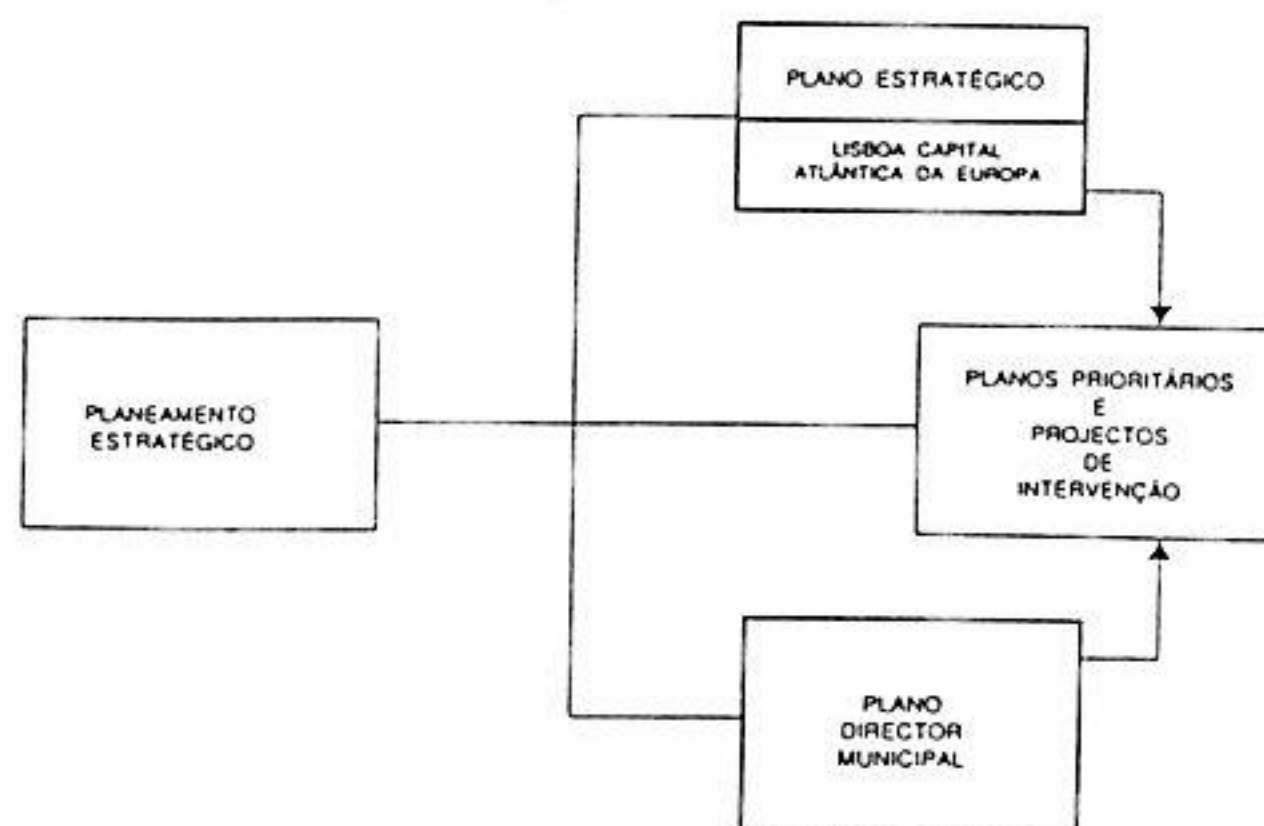 PLANO ESTRATÉGICO
LISBOA CAPITAL
ATLÂNTICA DA EUROPA
PLANEAMENTO
ESTRATÉGICO
PLANOS PRIORITÁRIOS
E
PROJECTOS
DE
INTERVENÇÃO
PLANO
DIRECTOR
MUNICIPAL